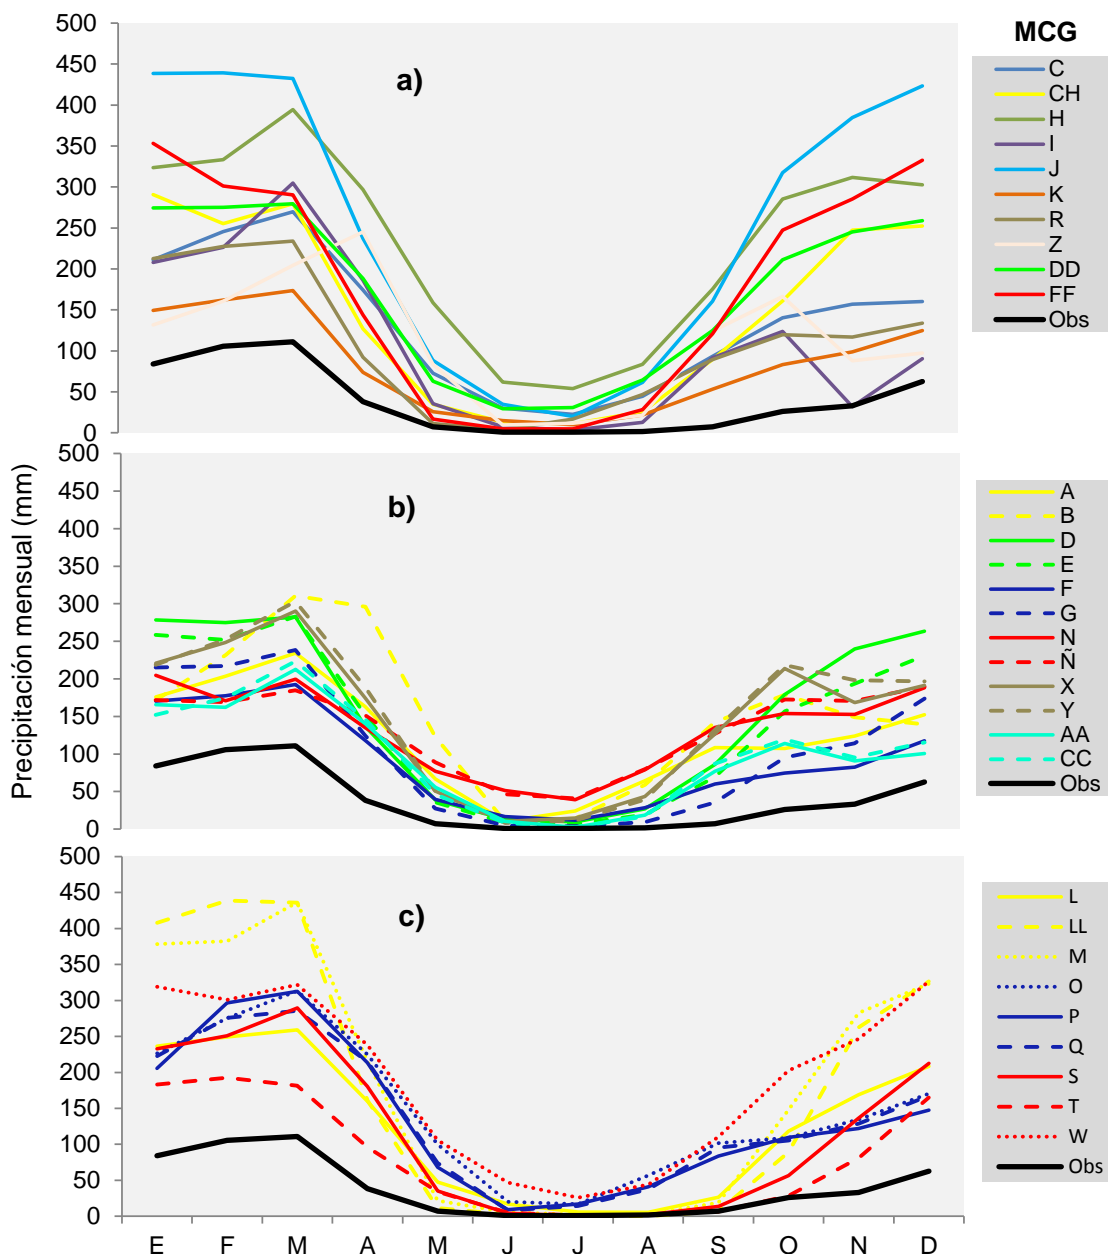 Precipitación mensual (mm)
500
450
400
350
300
250
200
150
100
50
0
a)
MCG
C
CH
H
I
J
K
R
Z
DD
FF
Obs
500
450
400
350
300
250
200
150
100
50
0
b)
A
B
D
E
F
G
N
Ñ
X
Y
AA
CC
Obs
500
450
400
350
300
250
200
150
100
50
0
c)
L
LL
M
O
P
Q
S
T
W
Obs
E F M A M J J A S O N D